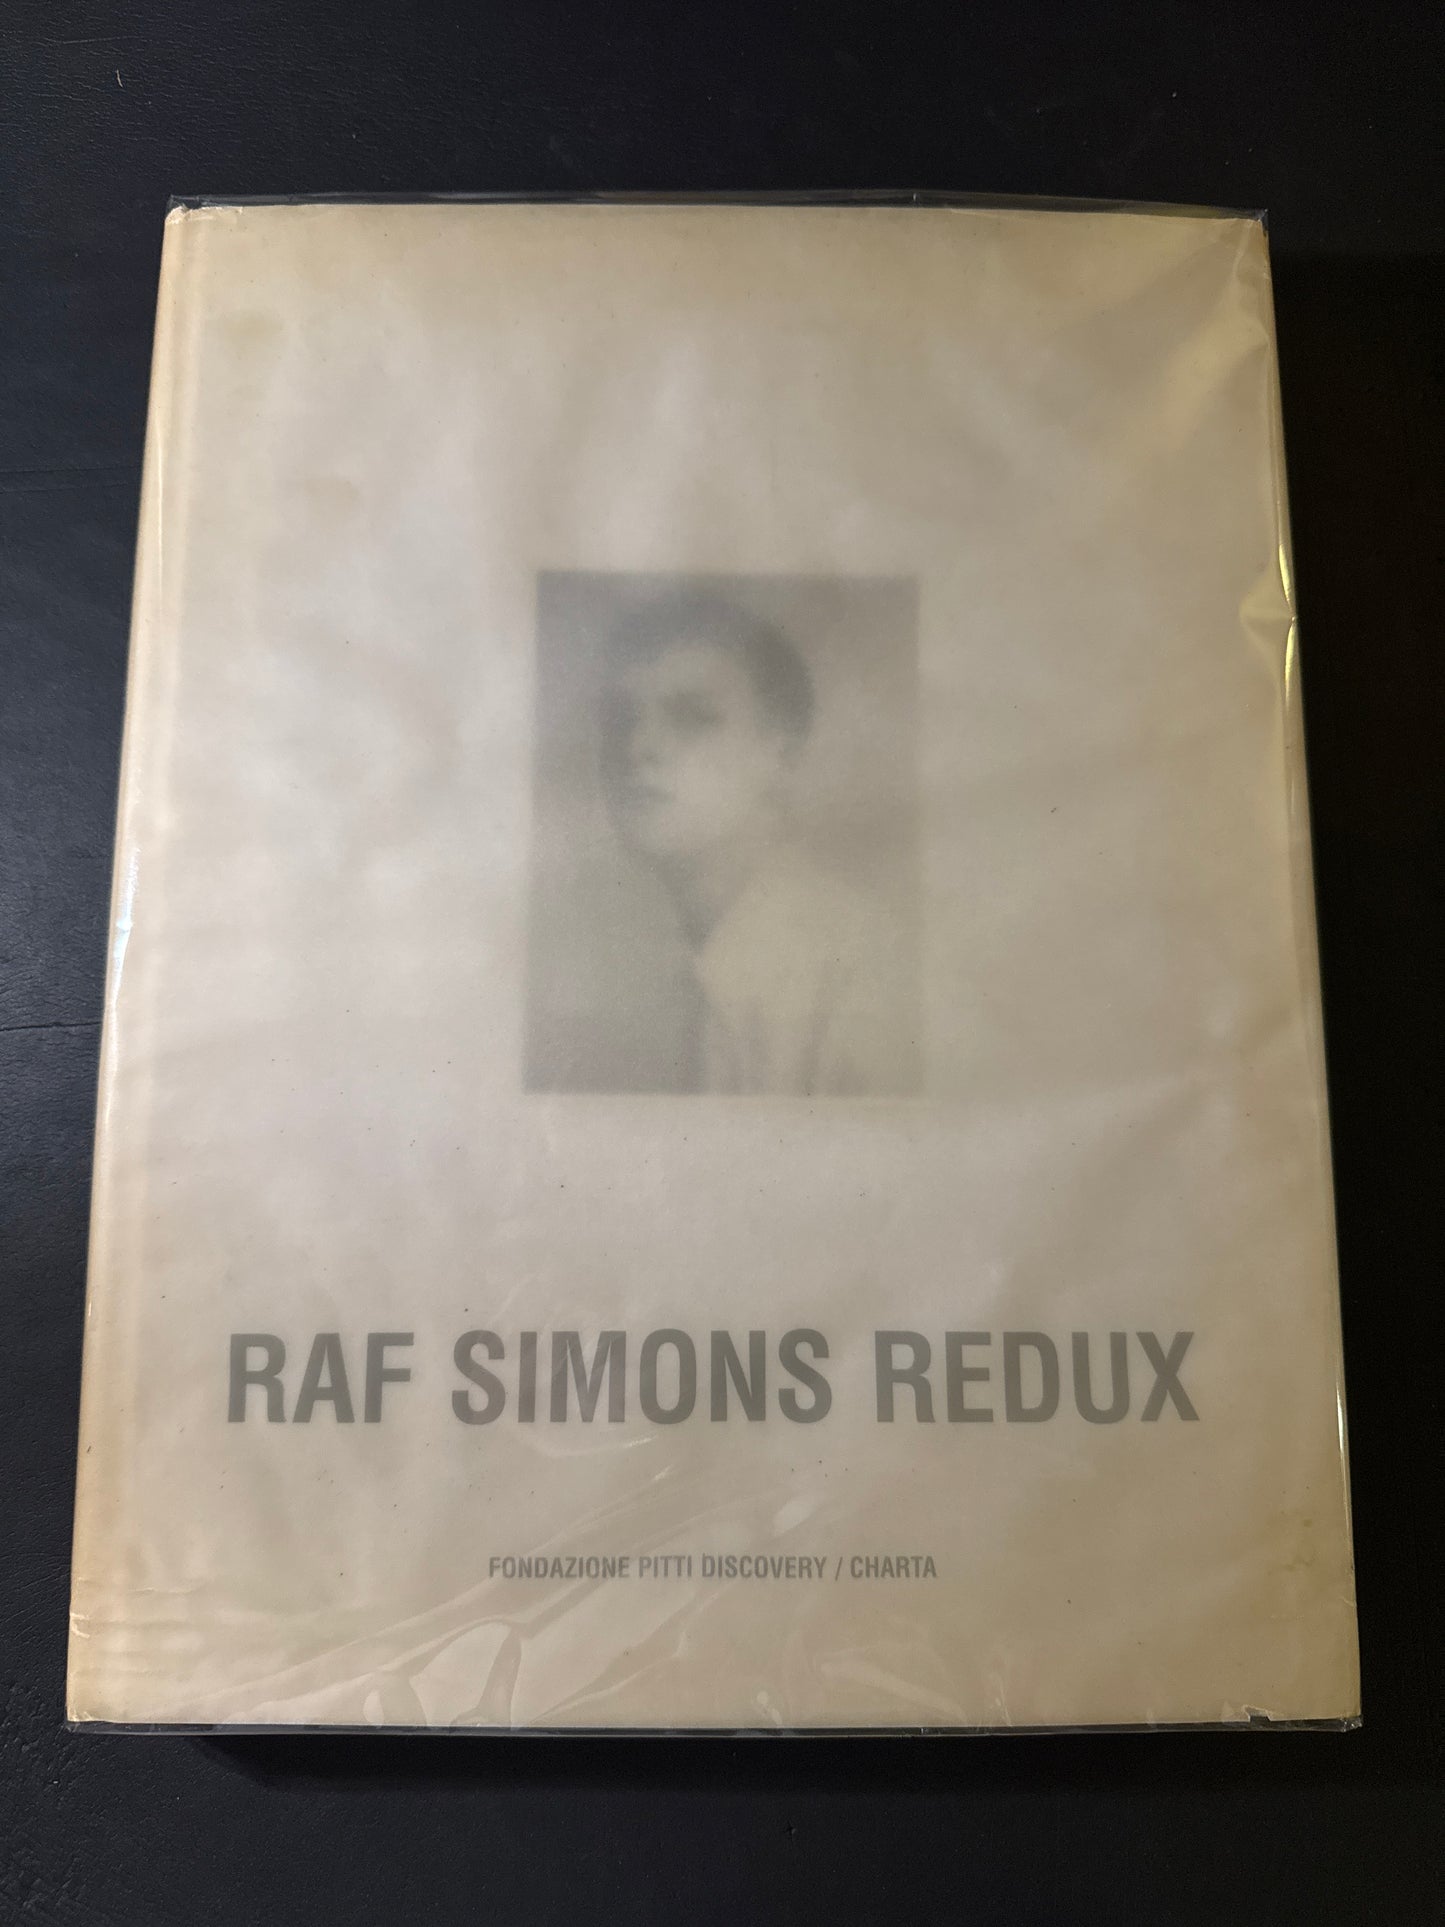 RAF SIMONS REDUX
FONDAZIONE PITTI DISCOVERY / CHARTA